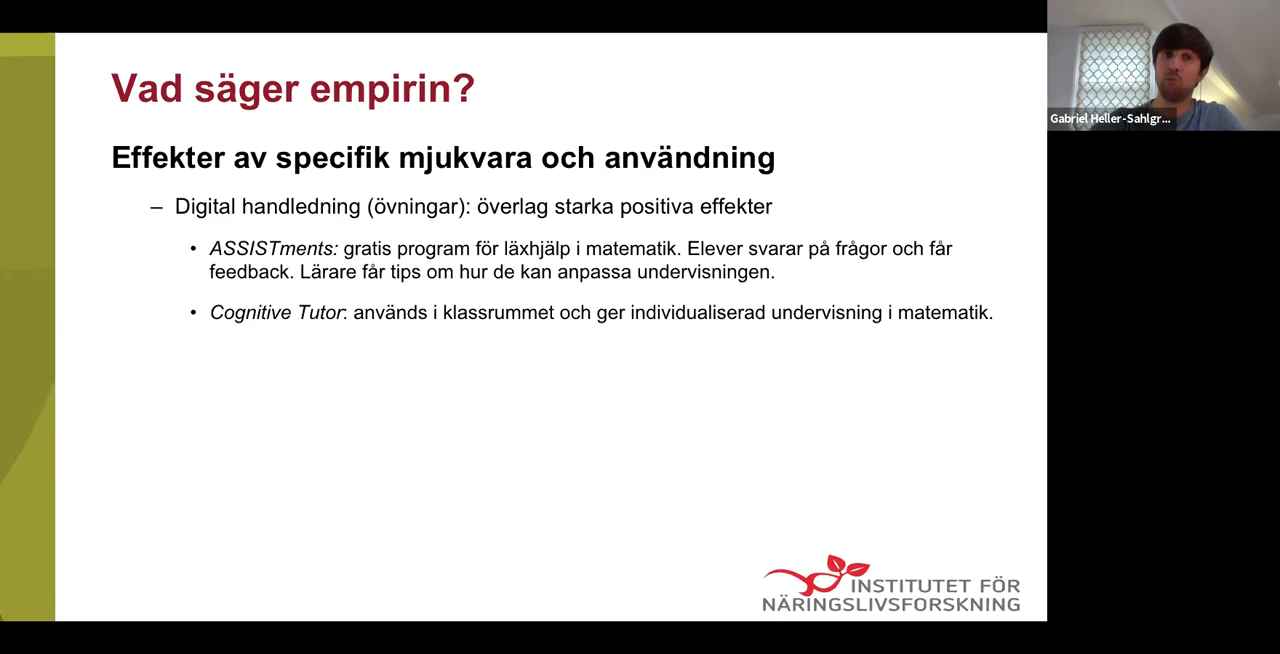 Vad säger empirin?
Effekter av specifik mjukvara och användning
– Digital handledning (övningar): överlag starka positiva effekter
• ASSISTments: gratis program för läxhjälp i matematik. Elever svarar på frågor och får
feedback. Lärare får tips om hur de kan anpassa undervisningen.
• Cognitive Tutor: används i klassrummet och ger individualiserad undervisning i matematik.
INSTITUTET FÖR
NÄRINGSLIVSFORSKNING
Gabriel Heller-Sahlgr...